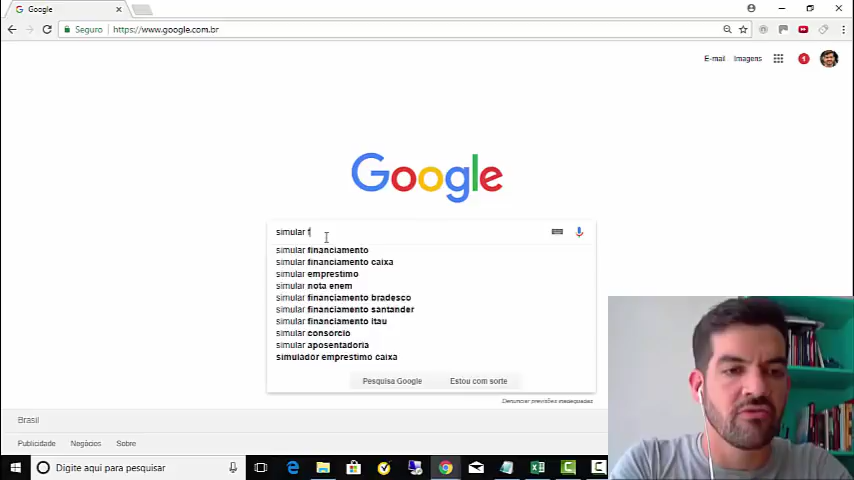 Google
Seguro
https://www.google.com.br
E-mail
Imagens
1
Google
simular f
simular financiamento
simular financiamento caixa
simular emprestimo
simular nota enem
simular financiamento bradesco
simular financiamento santander
simular financiamento itau
simular consorcio
simular aposentadoria
simulador emprestimo caixa
Pesquisa Google
Estou com sorte
Denunciar previsões inadequadas
Brasil
Publicidade
Negócios
Sobre
Digite aqui para pesquisar